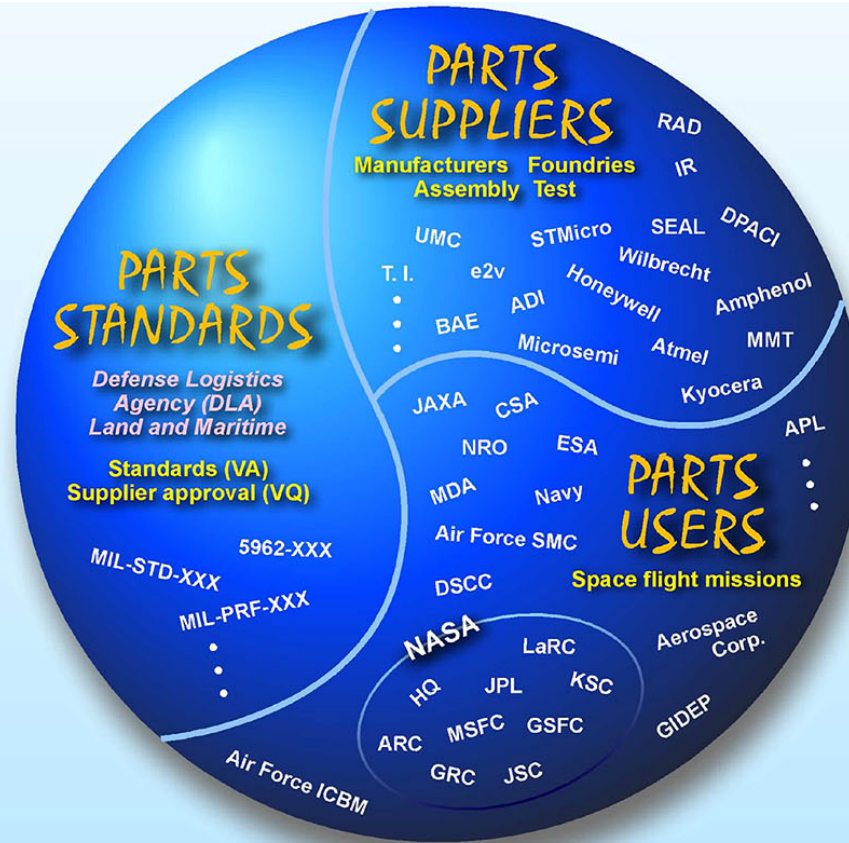 PARTS
SUPPLIERS
Manufacturers Foundries
Assembly Test
RAD
IR
UMC
STMicro
SEAL
DPACI
T. I.
e2v
Honeywell
Wilbrecht
Amphenol
BAE
ADI
Microsemi
Atmel
MMT
Kyocera
PARTS
STANDARDS
Defense Logistics
Agency (DLA)
Land and Maritime
Standards (VA)
Supplier approval (VQ)
5962-XXX
MIL-STD-XXX
MIL-PRF-XXX
JAXA
CSA
APL
NRO
ESA
MDA
Navy
PARTS
USERS
Space flight missions
Air Force SMC
DSCC
NASA
LaRC
HQ
JPL
KSC
ARC
MSFC
GSFC
GRC
JSC
Aerospace
Corp.
GIDEP
Air Force ICBM